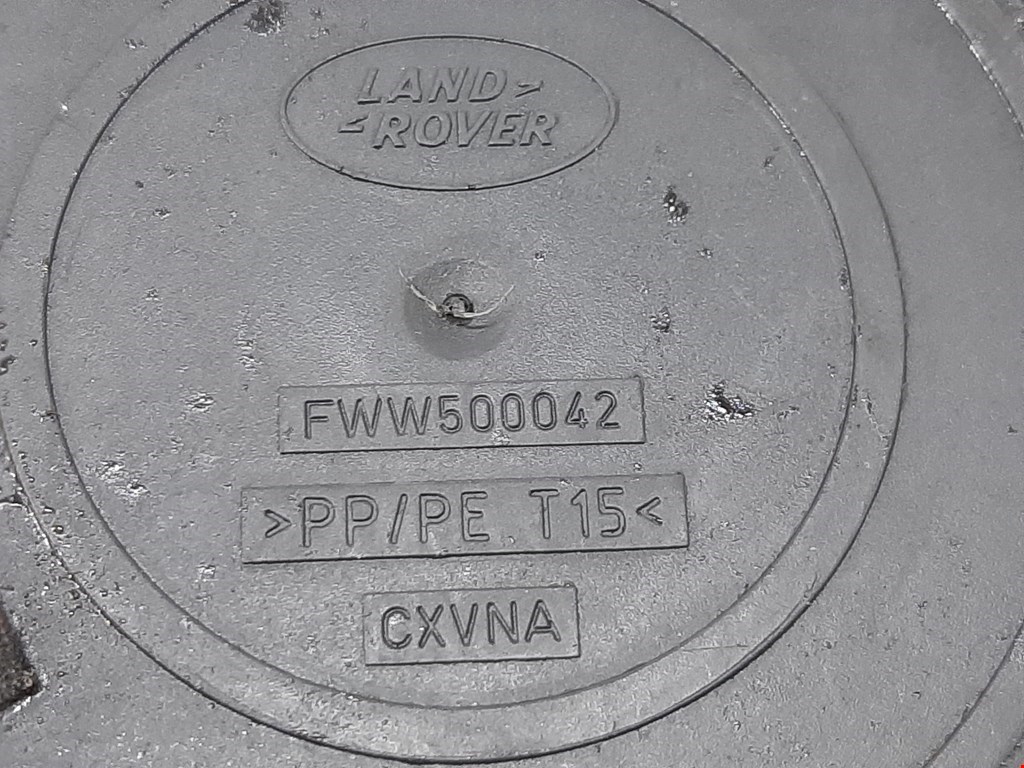 LAND>
<ROVER
FWW500042
>PP/PE T15<
CXVNA